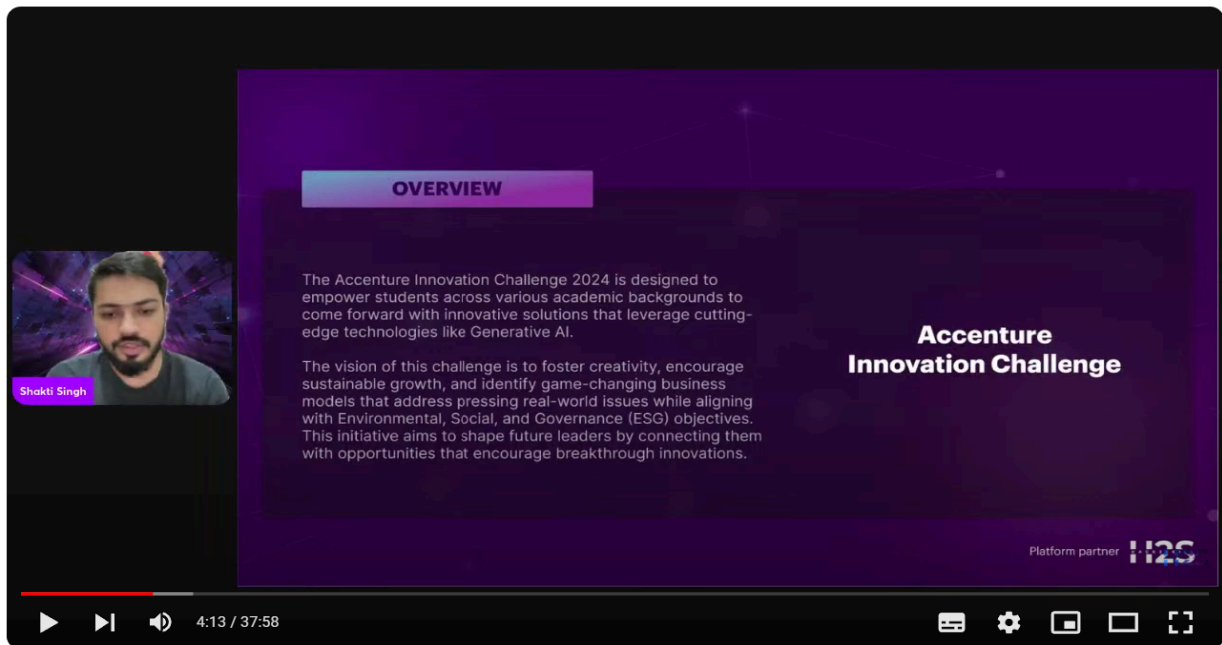 OVERVIEW
The Accenture Innovation Challenge 2024 is designed to
empower students across various academic backgrounds to
come forward with innovative solutions that leverage cutting-
edge technologies like Generative AI.
The vision of this challenge is to foster creativity, encourage
sustainable growth, and identify game-changing business
models that address pressing real-world issues while aligning
with Environmental, Social, and Governance (ESG) objectives.
This initiative aims to shape future leaders by connecting them
with opportunities that encourage breakthrough innovations.
Accenture
Innovation Challenge
Shakti Singh
Platform partner H2S
4:13 / 37:58